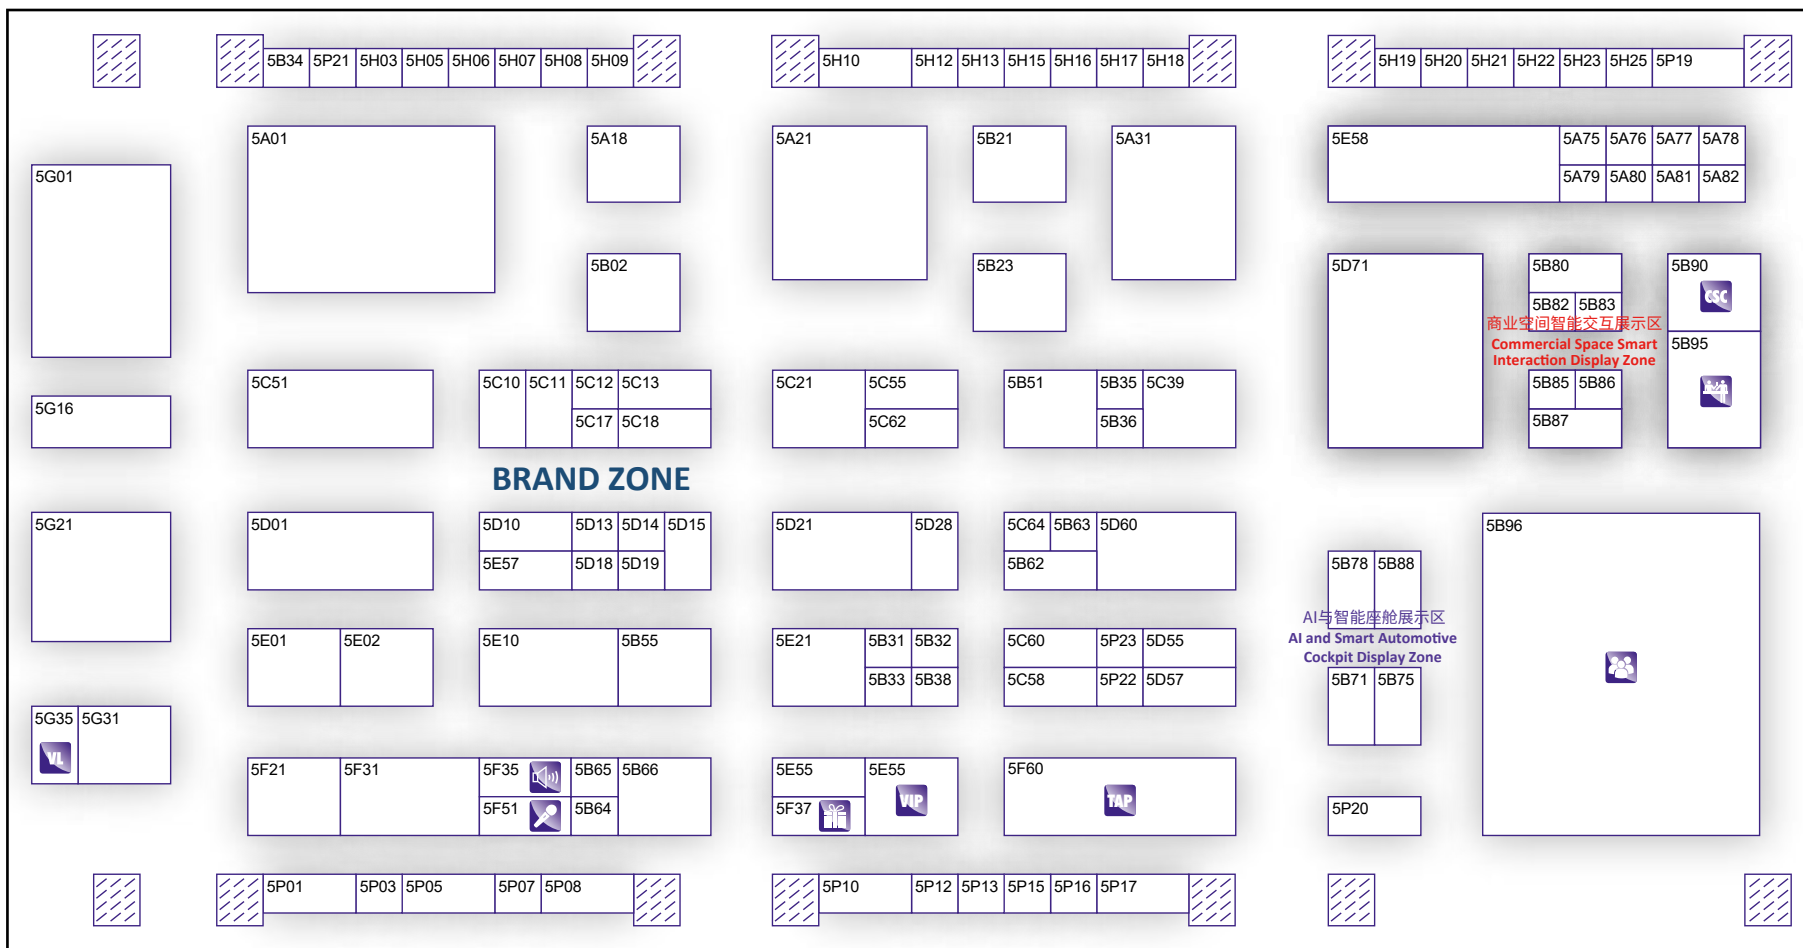 5B34 5P21 5H03 5H05 5H06 5H07 5H08 5H09 5H10 5H12 5H13 5H15 5H16 5H17 5H18 5H19 5H20 5H21 5H22 5H23 5H25 5P19
5A01 5A18 5A21 5B21 5A31 5E58 5A75 5A76 5A77 5A78
5G01 5A79 5A80 5A81 5A82
5B02 5B23 5D71 5B80 5B90
CSC
5B82 5B83
商业空间智能交互展示区
Commercial Space Smart
Interaction Display Zone
5B95
5C51 5C10 5C11 5C12 5C13 5C21 5C55 5B51 5B35 5C39 5B85 5B86
5G16 5C17 5C18 5C62 5B36 5B87
BRAND ZONE
5G21 5D01 5D10 5D13 5D14 5D15 5D21 5D28 5C64 5B63 5D60 5B96
5E57 5D18 5D19 5B62 5B78 5B88
AI与智能座舱展示区
AI and Smart Automotive
Cockpit Display Zone
5E01 5E02 5E10 5B55 5E21 5B31 5B32 5C60 5P23 5D55
5B33 5B38 5C58 5P22 5D57 5B71 5B75
5G35 5G31
VL
5F21 5F31 5F35 5B65 5B66 5E55 5E55 5F60
VIP TAP
5F51 5B64 5F37 5P20
5P01 5P03 5P05 5P07 5P08 5P10 5P12 5P13 5P15 5P16 5P17